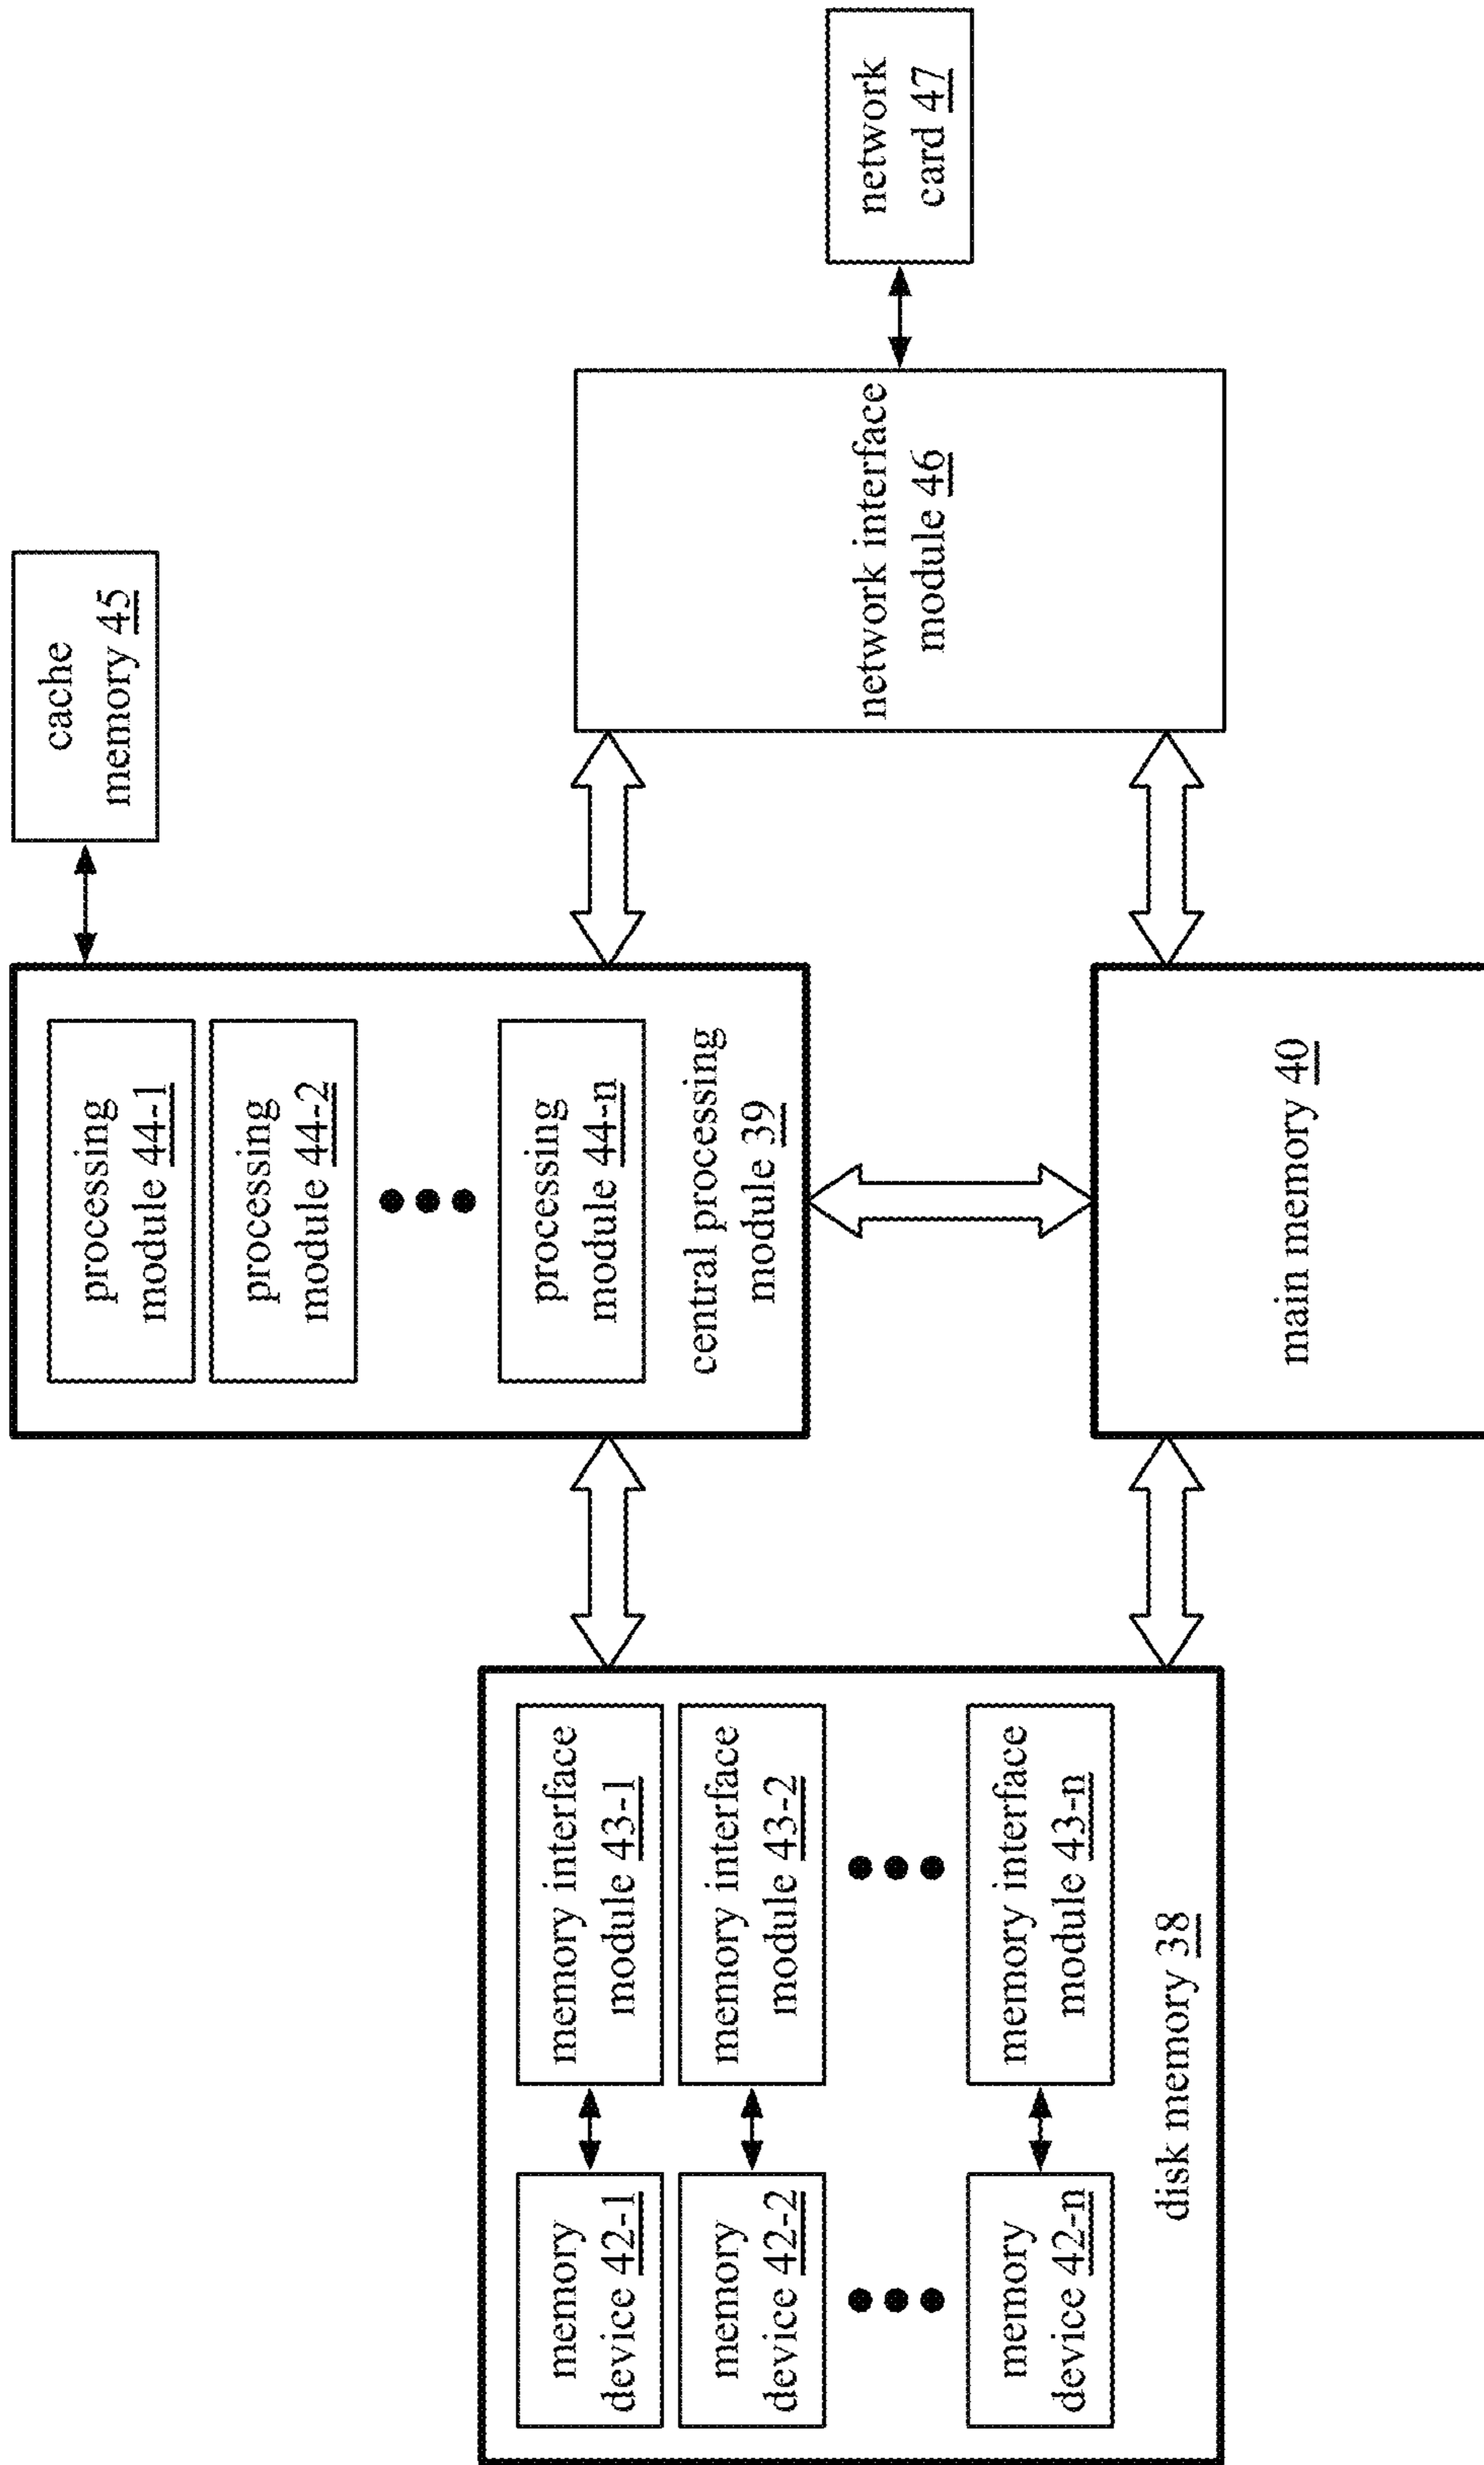 memory
device 42-1
memory interface
module 43-1
memory
device 42-2
memory interface
module 43-2
memory
device 42-n
memory interface
module 43-n
disk memory 38
processing
module 44-1
processing
module 44-2
processing
module 44-n
central processing
module 39
main memory 40
cache
memory 45
network interface
module 46
network
card 47